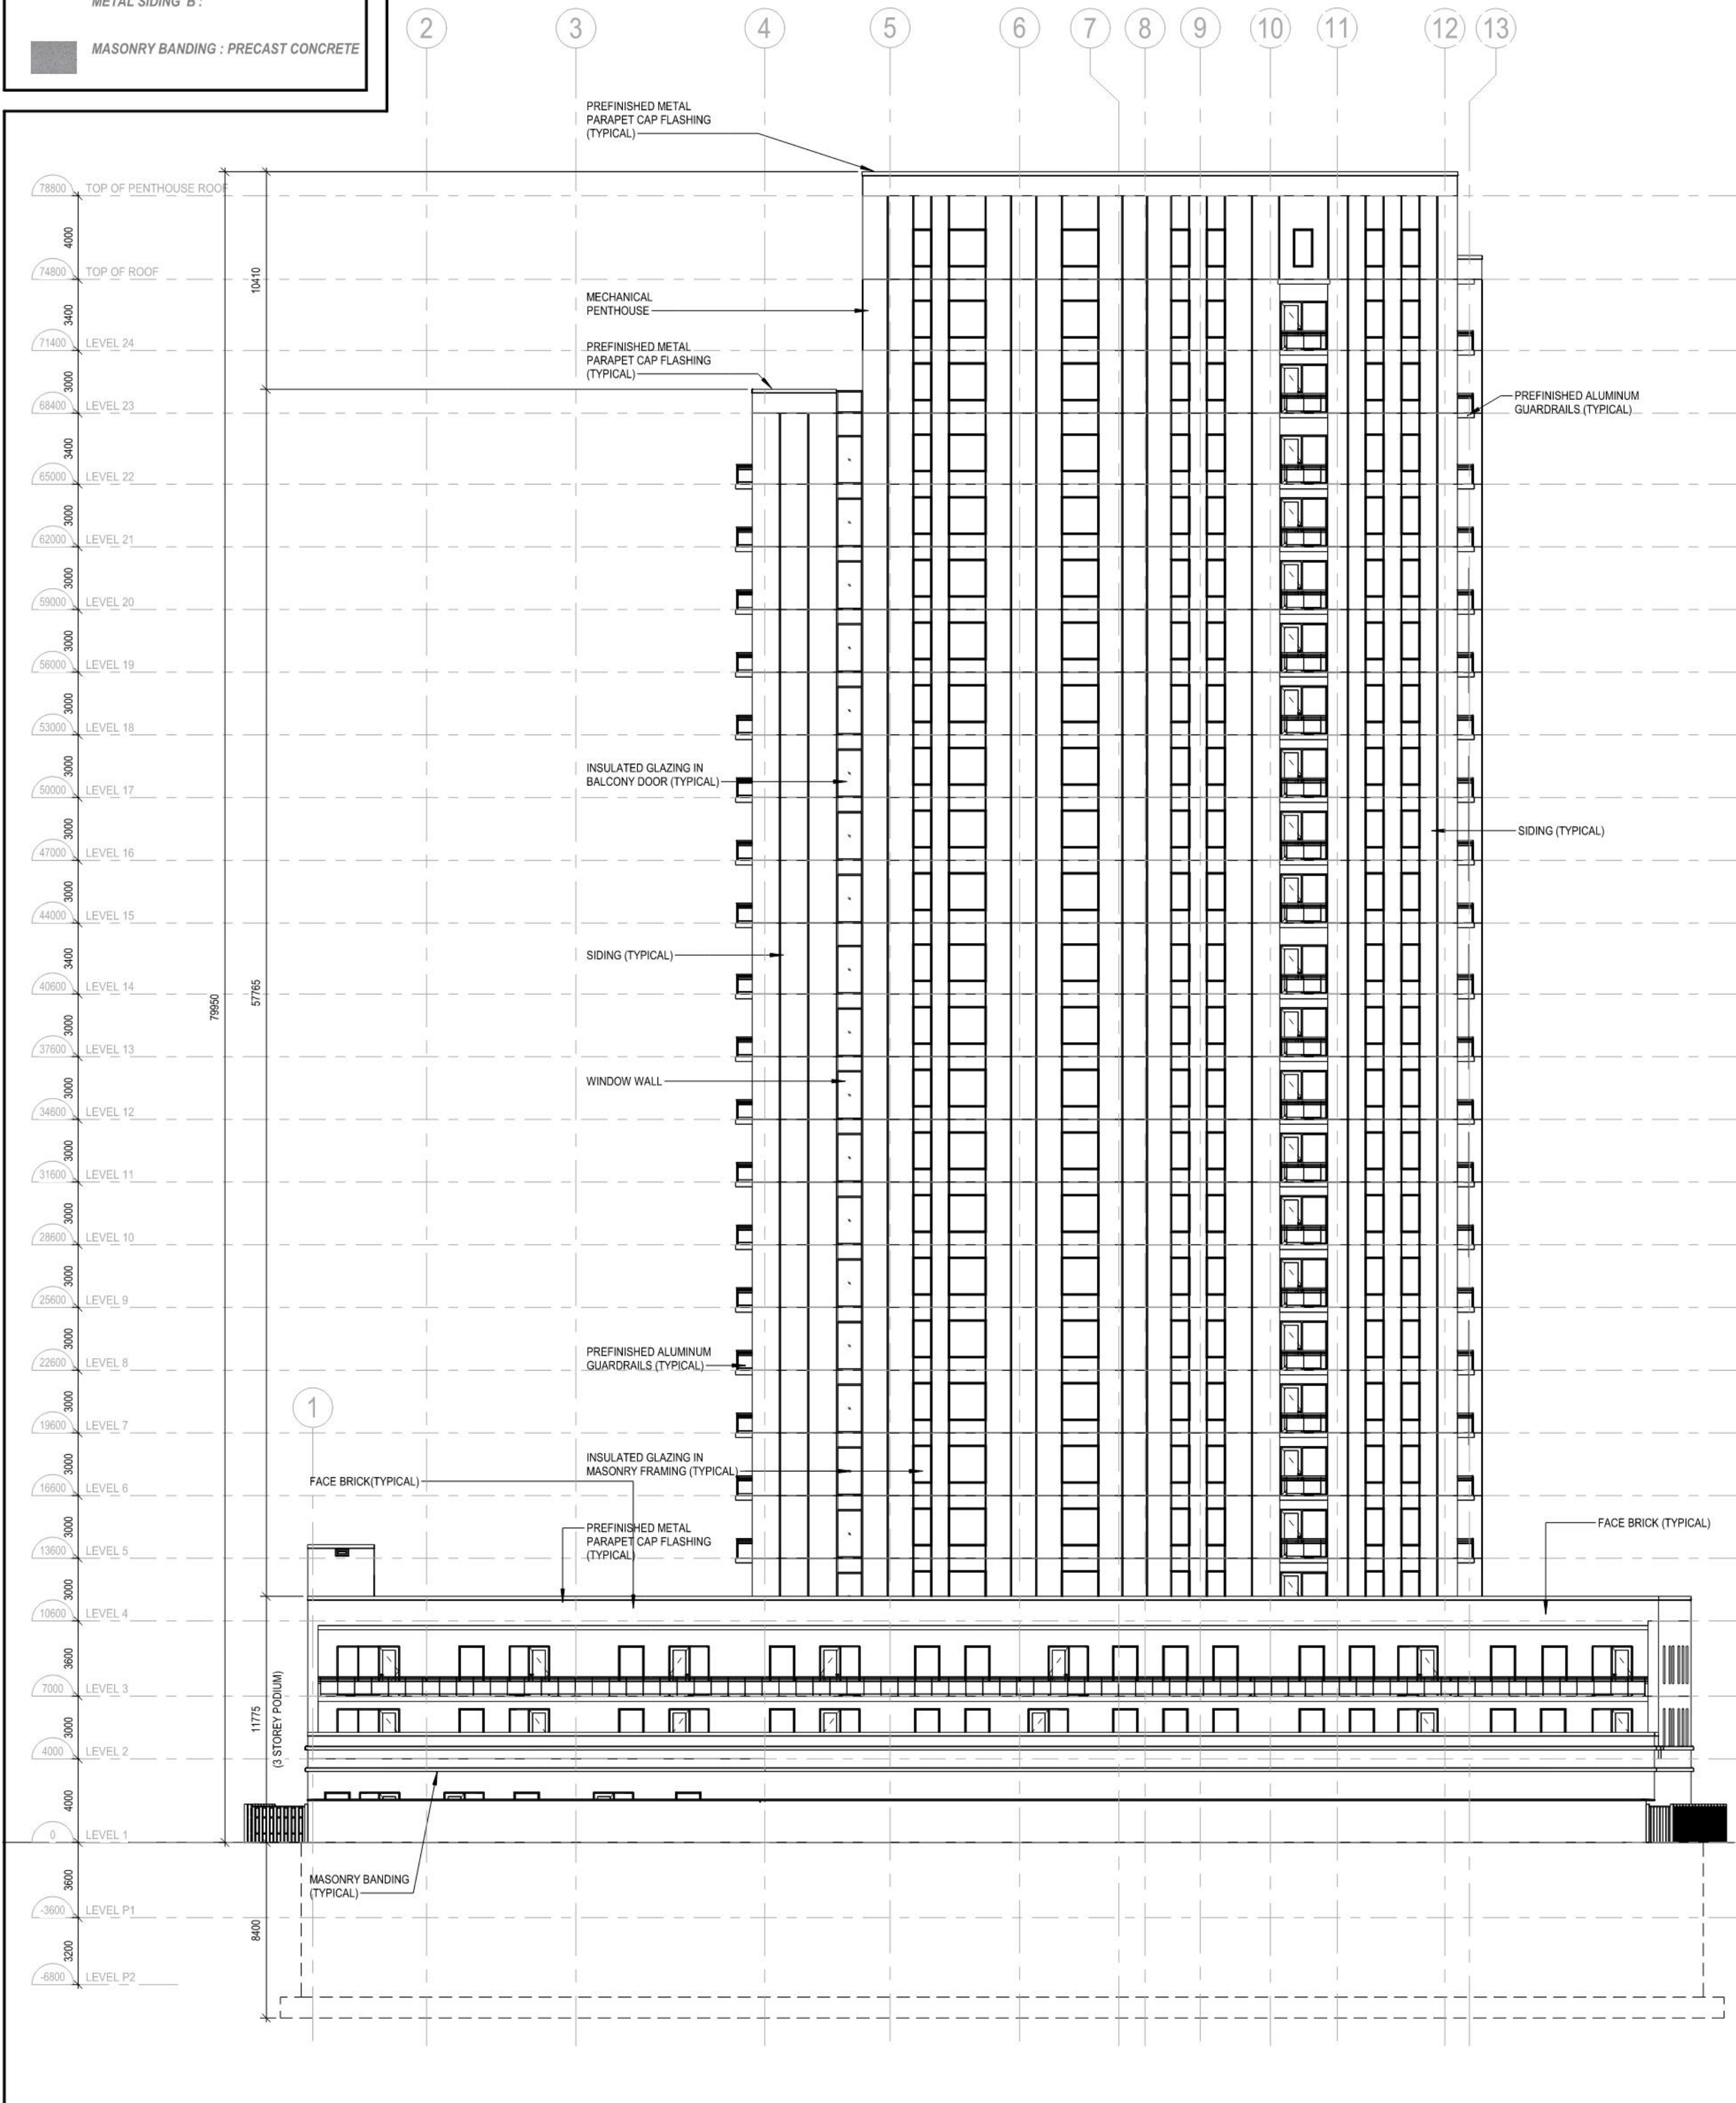 METAL SIDING 'B':
MASONRY BANDING : PRECAST CONCRETE
2
3
4
5
6
7
8
9
10
11
12
13
PREFINISHED METAL
PARAPET CAP FLASHING
(TYPICAL)
78800 TOP OF PENTHOUSE ROOF
4000
74800 TOP OF ROOF
10410
MECHANICAL
PENTHOUSE
3400
71400 LEVEL 24
PREFINISHED METAL
PARAPET CAP FLASHING
(TYPICAL)
3000
68400 LEVEL 23
PREFINISHED ALUMINUM
GUARDRAILS (TYPICAL)
3400
65000 LEVEL 22
3000
62000 LEVEL 21
3000
59000 LEVEL 20
3000
56000 LEVEL 19
3000
53000 LEVEL 18
3000
INSULATED GLAZING IN
BALCONY DOOR (TYPICAL)
50000 LEVEL 17
3000
SIDING (TYPICAL)
47000 LEVEL 16
3000
44000 LEVEL 15
3400
SIDING (TYPICAL)
40600 LEVEL 14
79950
57765
3000
37600 LEVEL 13
3000
WINDOW WALL
34600 LEVEL 12
3000
31600 LEVEL 11
3000
28600 LEVEL 10
3000
25600 LEVEL 9
3000
PREFINISHED ALUMINUM
GUARDRAILS (TYPICAL)
22600 LEVEL 8
3000
1
19600 LEVEL 7
3000
INSULATED GLAZING IN
MASONRY FRAMING (TYPICAL)
FACE BRICK(TYPICAL)
16600 LEVEL 6
3000
PREFINISHED METAL
PARAPET CAP FLASHING
(TYPICAL)
FACE BRICK (TYPICAL)
13600 LEVEL 5
3000
10600 LEVEL 4
3600
7000 LEVEL 3
3000
11775
(3 STOREY PODIUM)
4000 LEVEL 2
4000
0 LEVEL 1
3600
MASONRY BANDING
(TYPICAL)
-3600 LEVEL P1
8400
3200
-6800 LEVEL P2